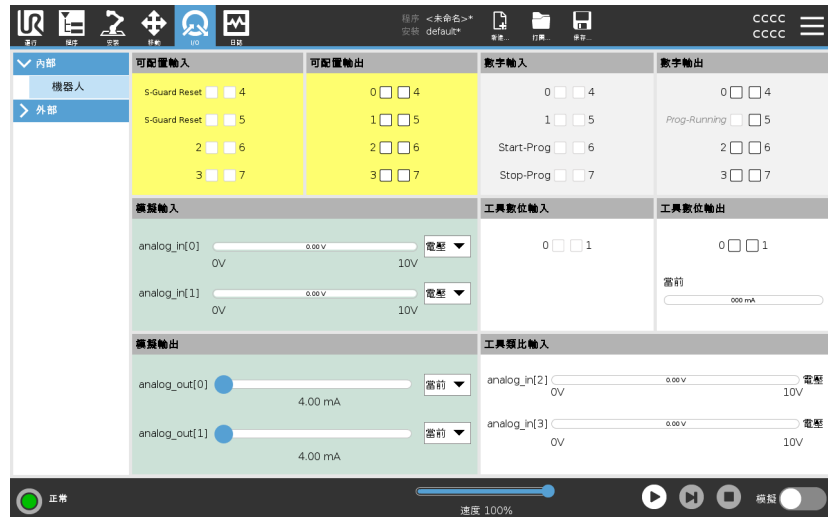 UR
程序 <未命名>*
cccc
安裝 default*
cccc
運行 程序 安裝 移動 I/O 日誌 新建... 打開... 保存...
內部
機器人
外部
可配置輸入
S-Guard Reset 4
S-Guard Reset 5
2 6
3 7
可配置輸出
0 4
1 5
2 6
3 7
數字輸入
0 4
1 5
Start-Prog 6
Stop-Prog 7
數字輸出
0 4
Prog-Running 5
2 6
3 7
模擬輸入
analog_in[0] 0.00 V 電壓
0V 10V
analog_in[1] 0.00 V 電壓
0V 10V
工具數位輸入
0 1
工具數位輸出
0 1
當前
000 mA
模擬輸出
analog_out[0] 當前
4.00 mA
analog_out[1] 當前
4.00 mA
工具類比輸入
analog_in[2] 0.00 V 電壓
0V 10V
analog_in[3] 0.00 V 電壓
0V 10V
正常
速度 100%
模擬